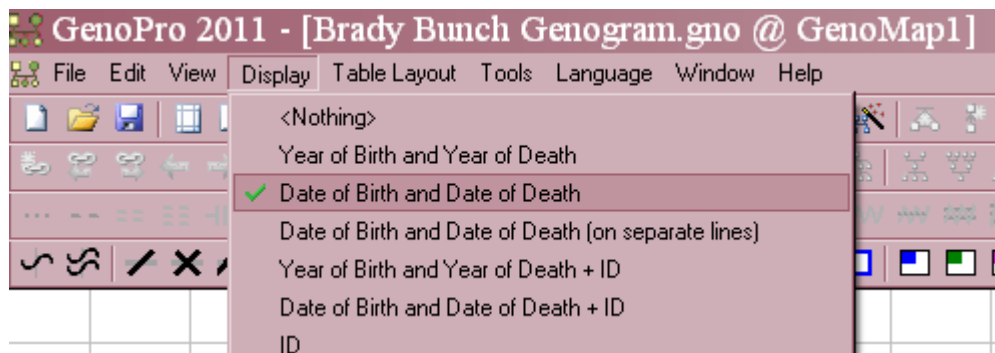 GenoPro 2011 - [Brady Bunch Genogram.gno @ GenoMap1]
File Edit View Display Table Layout Tools Language Window Help
<Nothing>
Year of Birth and Year of Death
Date of Birth and Date of Death
Date of Birth and Date of Death (on separate lines)
Year of Birth and Year of Death + ID
Date of Birth and Date of Death + ID
ID